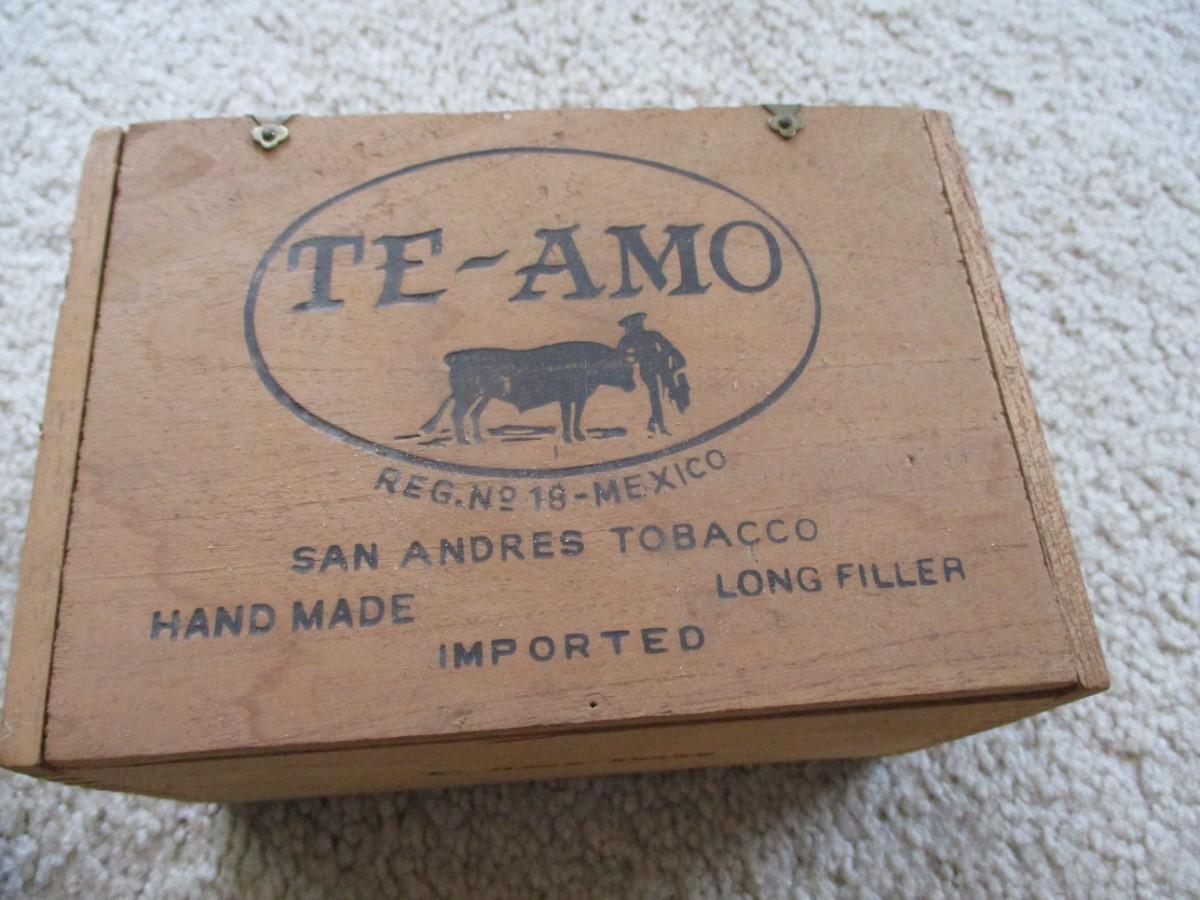 TE-AMO
REG. Nº 18-MEXICO
SAN ANDRES TOBACCO
HAND MADE LONG FILLER
IMPORTED